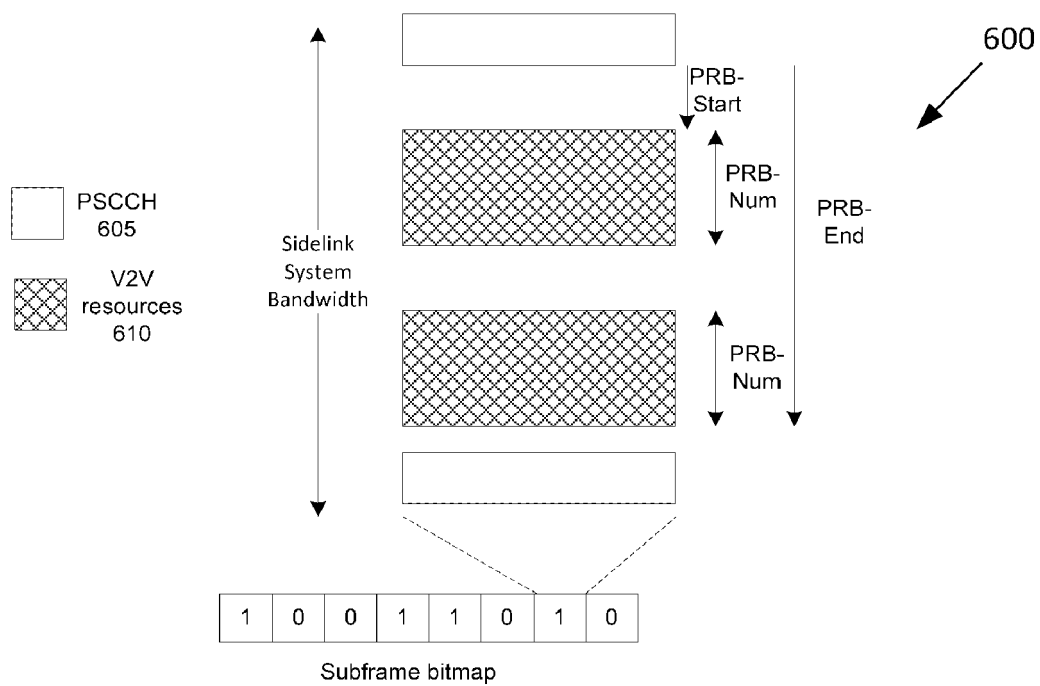 600
PRB-
Start
PRB-
Num
PRB-
End
PSCCH
605
V2V
resources
610
Sidelink
System
Bandwidth
PRB-
Num
1 0 0 1 1 0 1 0
Subframe bitmap